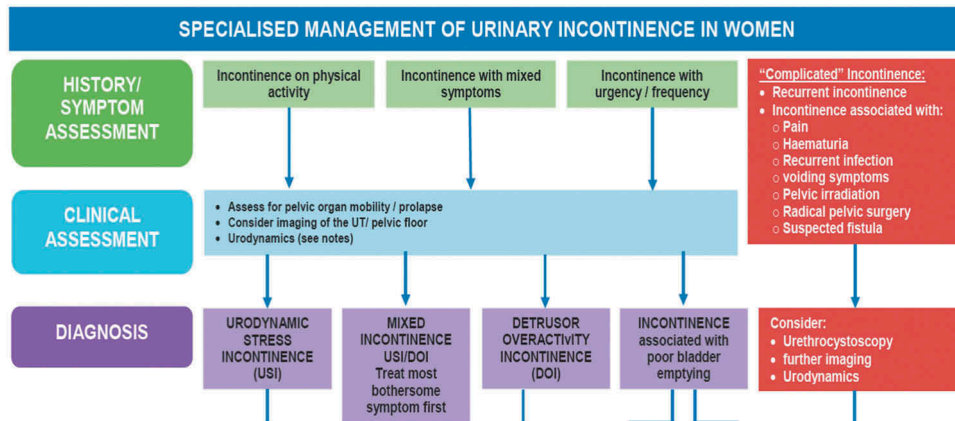 SPECIALISED MANAGEMENT OF URINARY INCONTINENCE IN WOMEN
HISTORY/
SYMPTOM
ASSESSMENT
Incontinence on physical
activity
Incontinence with mixed
symptoms
Incontinence with
urgency / frequency
“Complicated” Incontinence:
• Recurrent incontinence
• Incontinence associated with:
o Pain
o Haematuria
o Recurrent infection
o voiding symptoms
o Pelvic irradiation
o Radical pelvic surgery
o Suspected fistula
CLINICAL
ASSESSMENT
• Assess for pelvic organ mobility / prolapse
• Consider imaging of the UT/ pelvic floor
• Urodynamics (see notes)
DIAGNOSIS
URODYNAMIC
STRESS
INCONTINENCE
(USI)
MIXED
INCONTINENCE
USI/DOI
Treat most
bothersome
symptom first
DETRUSOR
OVERACTIVITY
INCONTINENCE
(DOI)
INCONTINENCE
associated with
poor bladder
emptying
Consider:
• Urethrocystoscopy
• further imaging
• Urodynamics